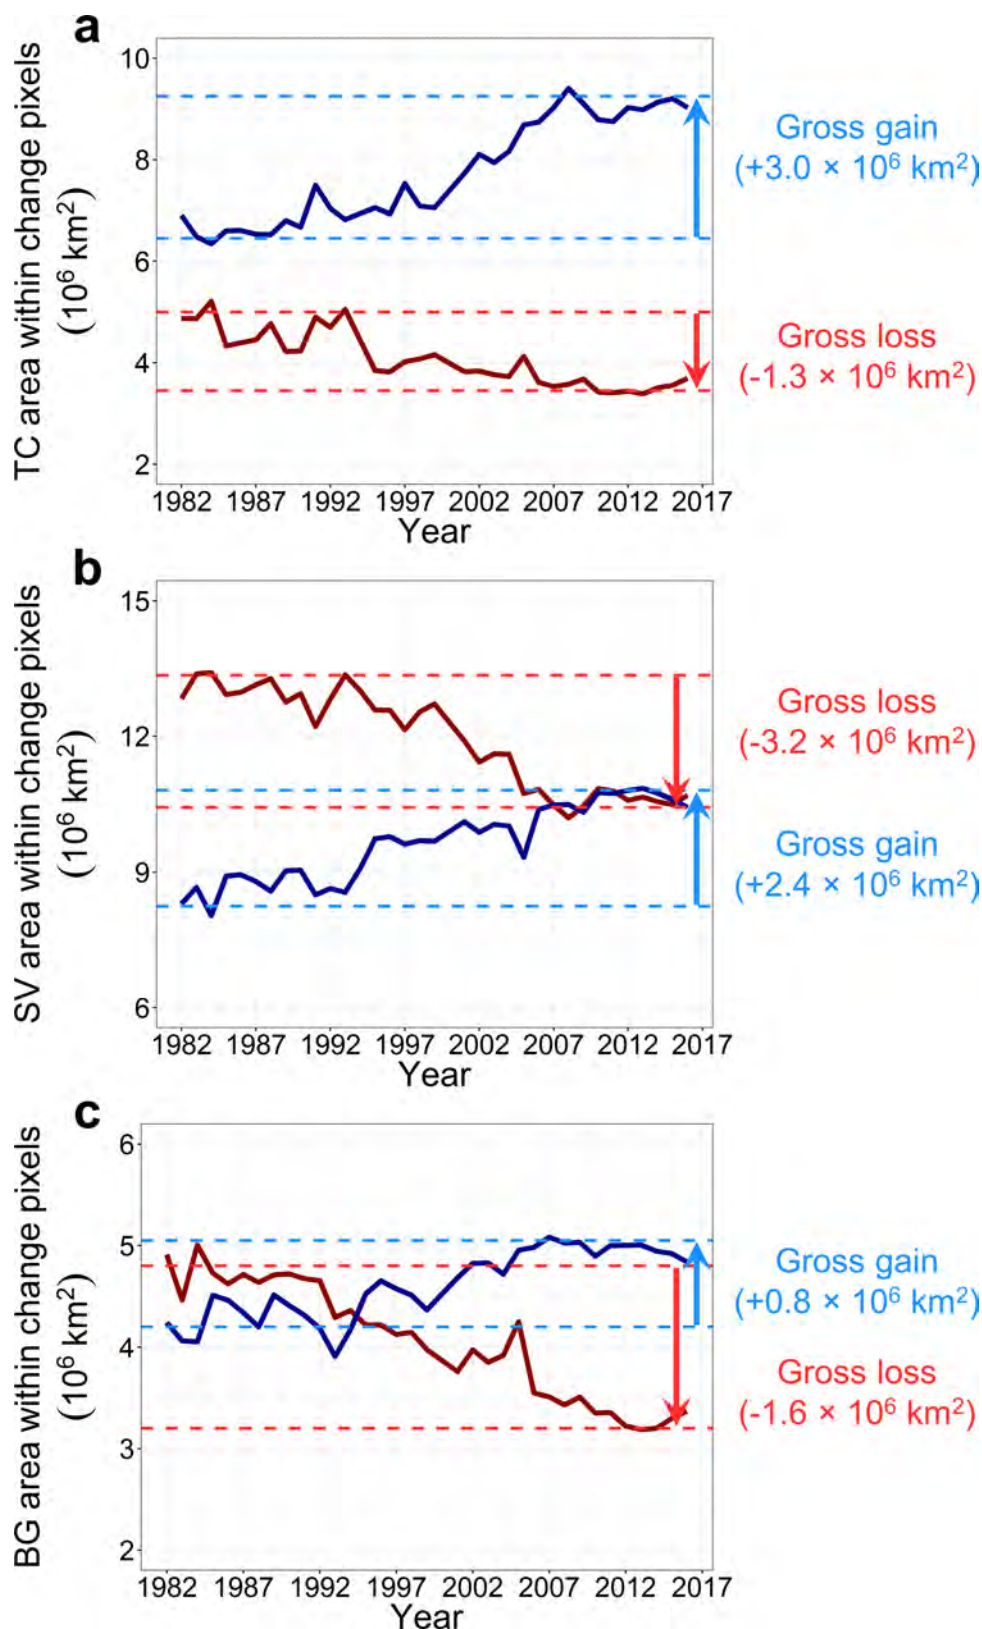 a
TC area within change pixels
(10⁶ km²)
10
8
6
4
2
1982 1987 1992 1997 2002 2007 2012 2017
Year
Gross gain
(+3.0 × 10⁶ km²)
Gross loss
(-1.3 × 10⁶ km²)
b
SV area within change pixels
(10⁶ km²)
15
12
9
6
1982 1987 1992 1997 2002 2007 2012 2017
Year
Gross loss
(-3.2 × 10⁶ km²)
Gross gain
(+2.4 × 10⁶ km²)
c
BG area within change pixels
(10⁶ km²)
6
5
4
3
2
1982 1987 1992 1997 2002 2007 2012 2017
Year
Gross gain
(+0.8 × 10⁶ km²)
Gross loss
(-1.6 × 10⁶ km²)